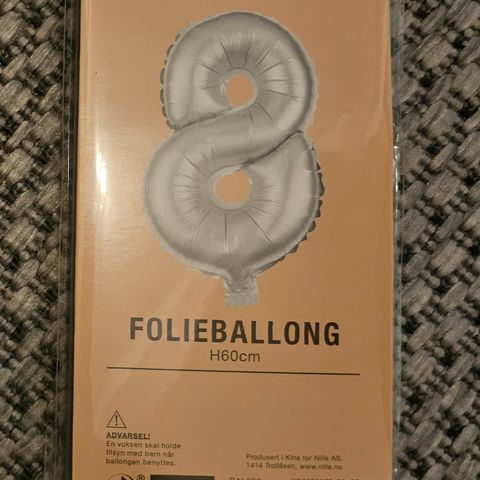 FOLIEBALLONG
H60cm
ADVARSEL!
En voksen skal holde
tilsyn med barn når
ballongen benyttes.
Produsert i Kina for Nille AS,
1414 Trollåsen, www.nille.no